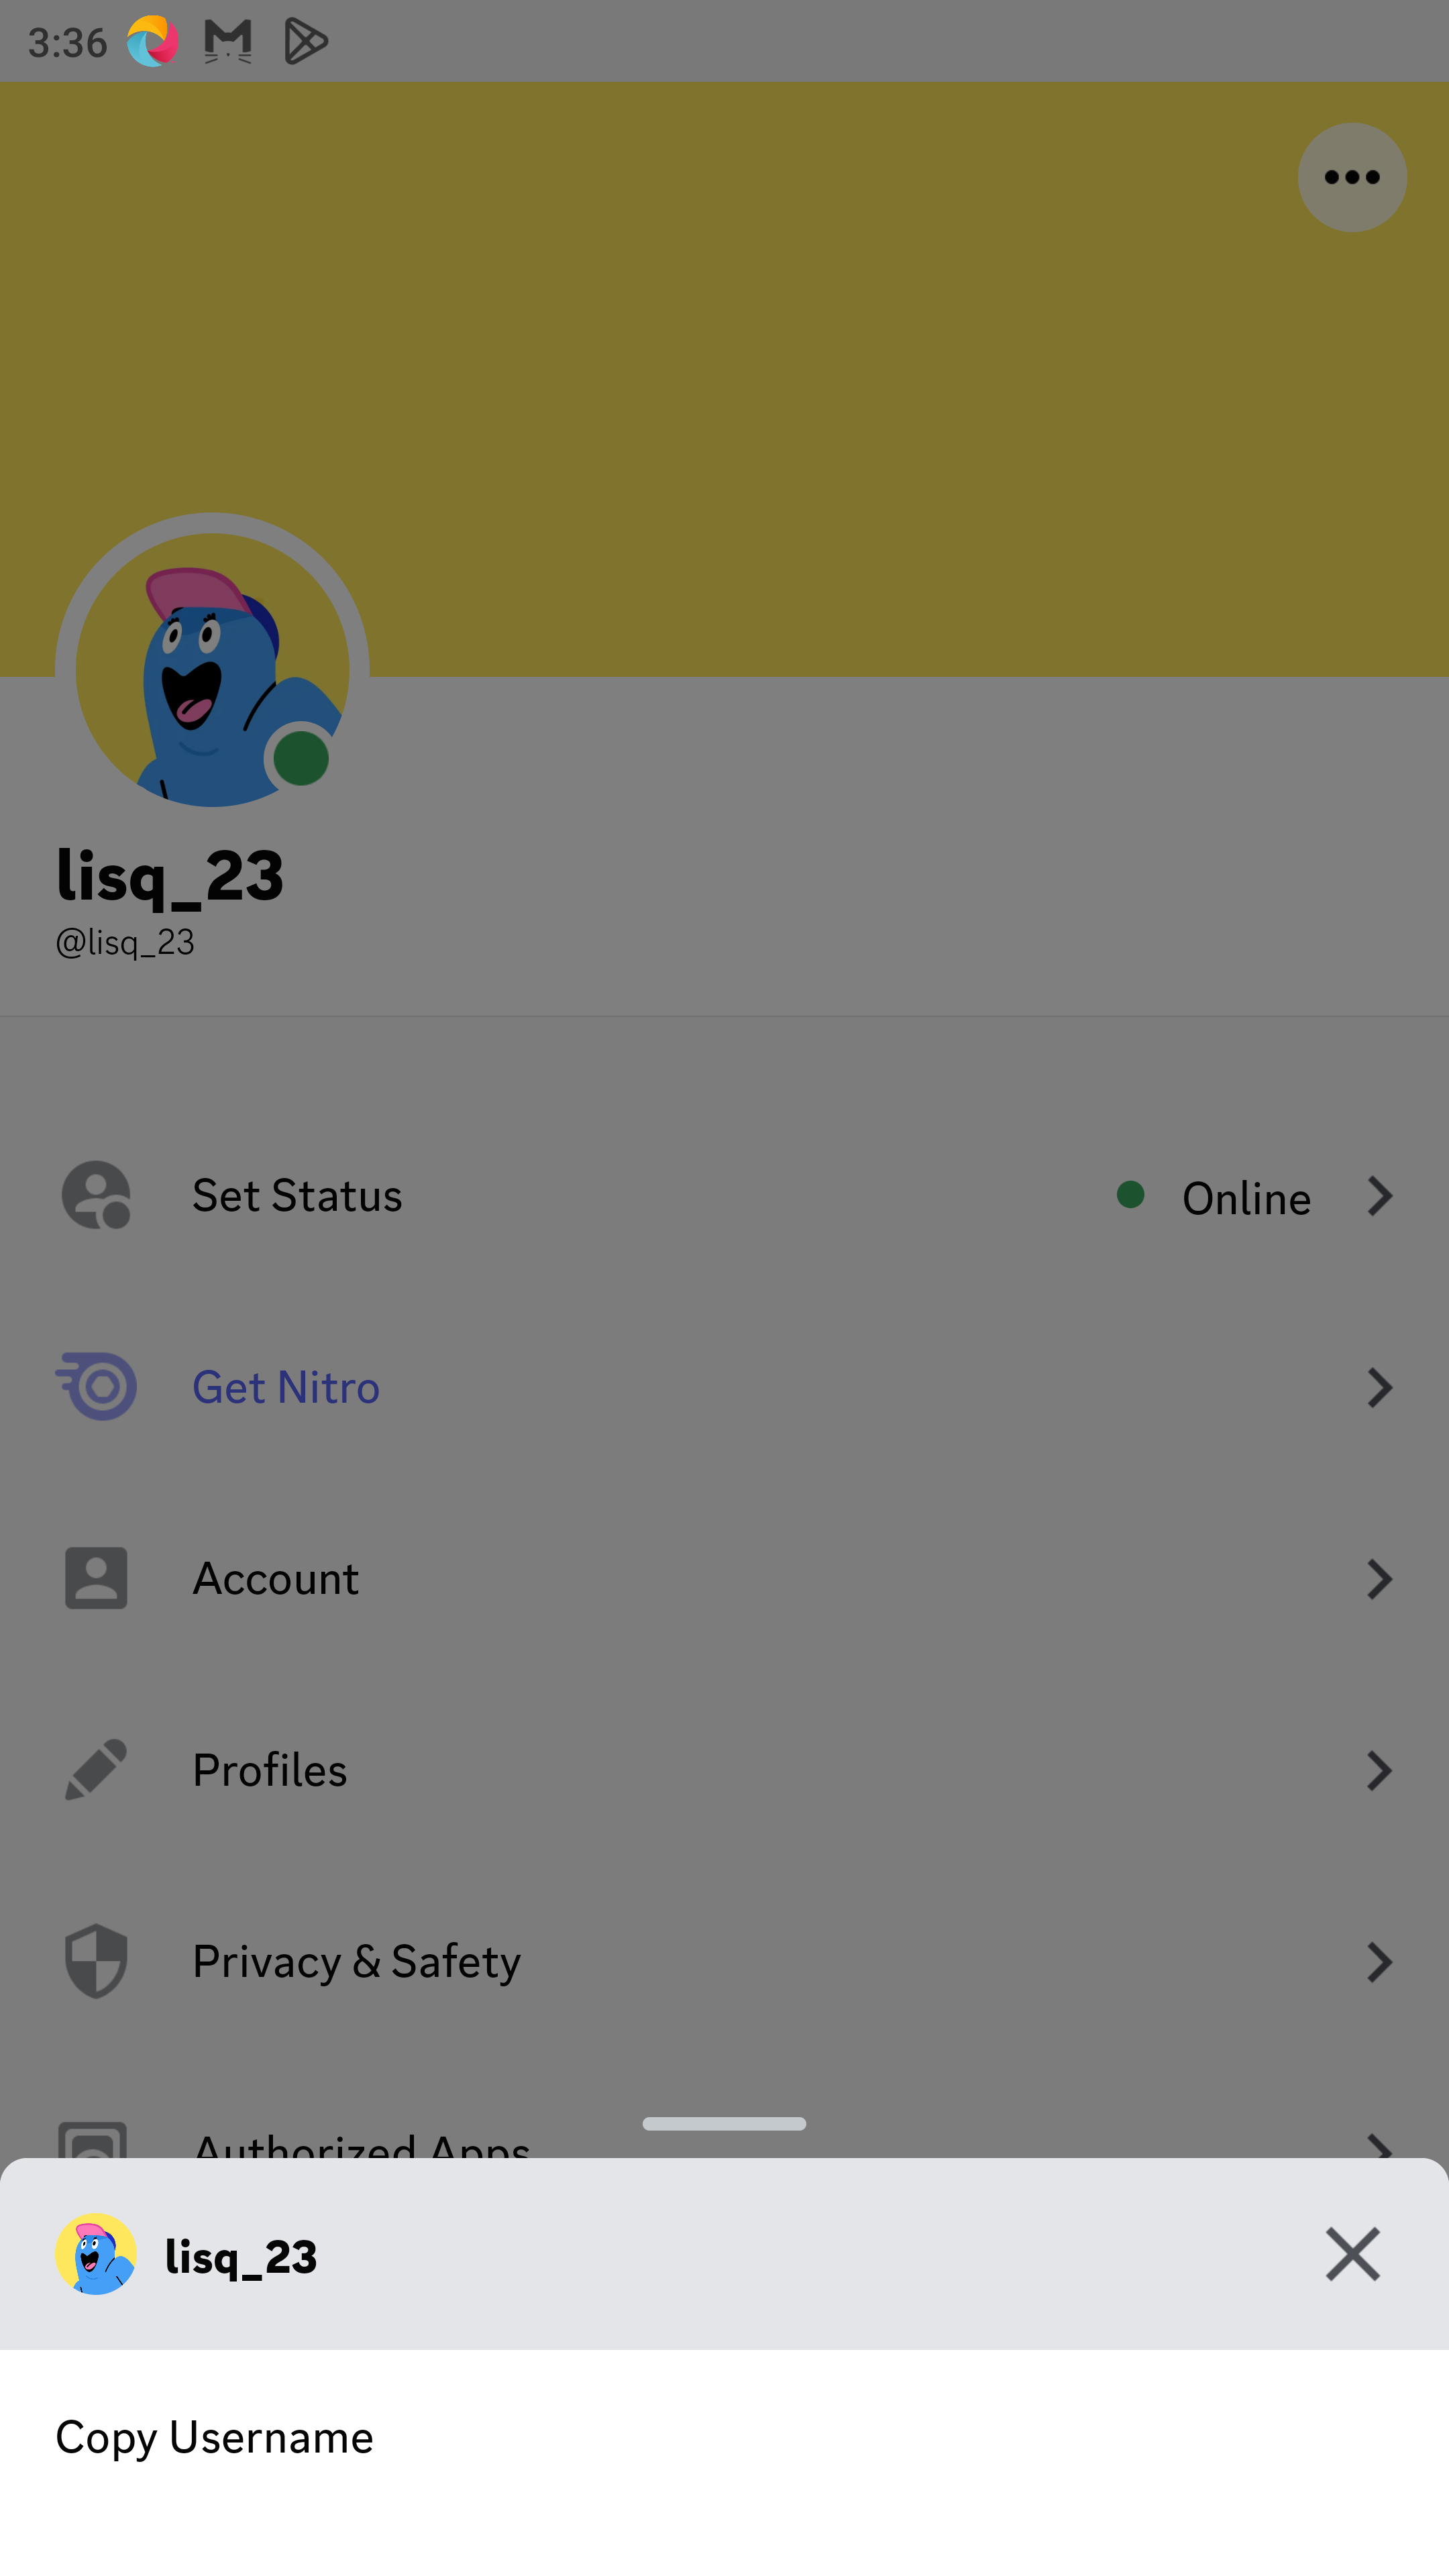 3:36
lisq_23
@lisq_23
Set Status
Online
Get Nitro
Account
Profiles
Privacy & Safety
Authorized Apps
lisq_23
Copy Username